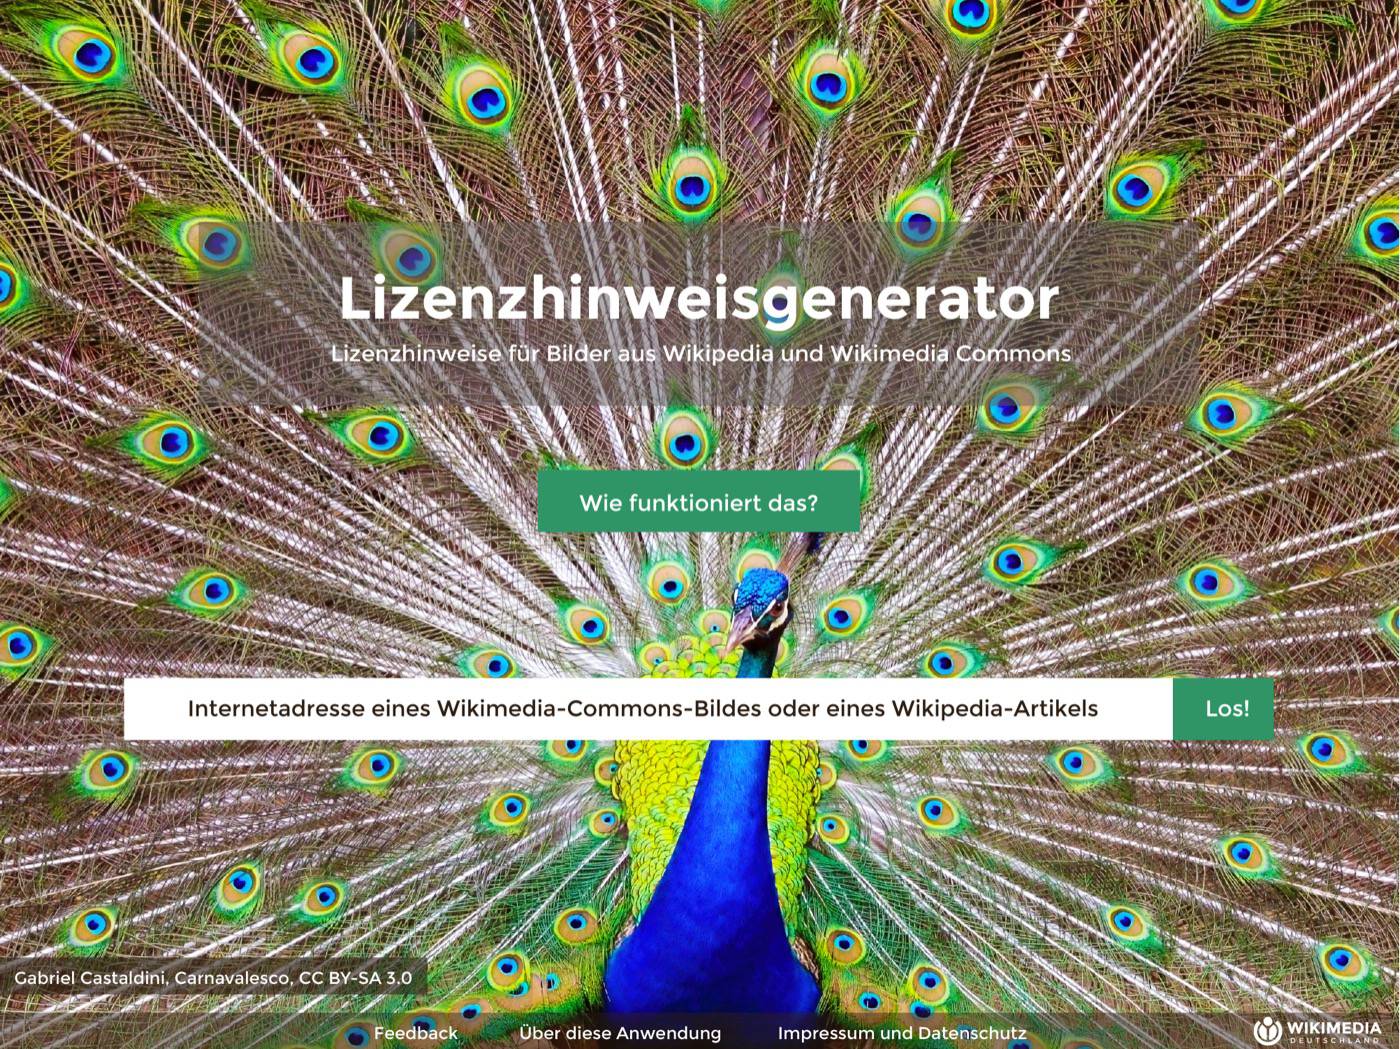 Lizenzhinweisgenerator
Lizenzhinweise für Bilder aus Wikipedia und Wikimedia Commons
Wie funktioniert das?
Internetadresse eines Wikimedia-Commons-Bildes oder eines Wikipedia-Artikels
Los!
Gabriel Castaldini, Carnavalesco, CC BY-SA 3.0
Feedback
Über diese Anwendung
Impressum und Datenschutz
WIKIMEDIA
DEUTSCHLAND